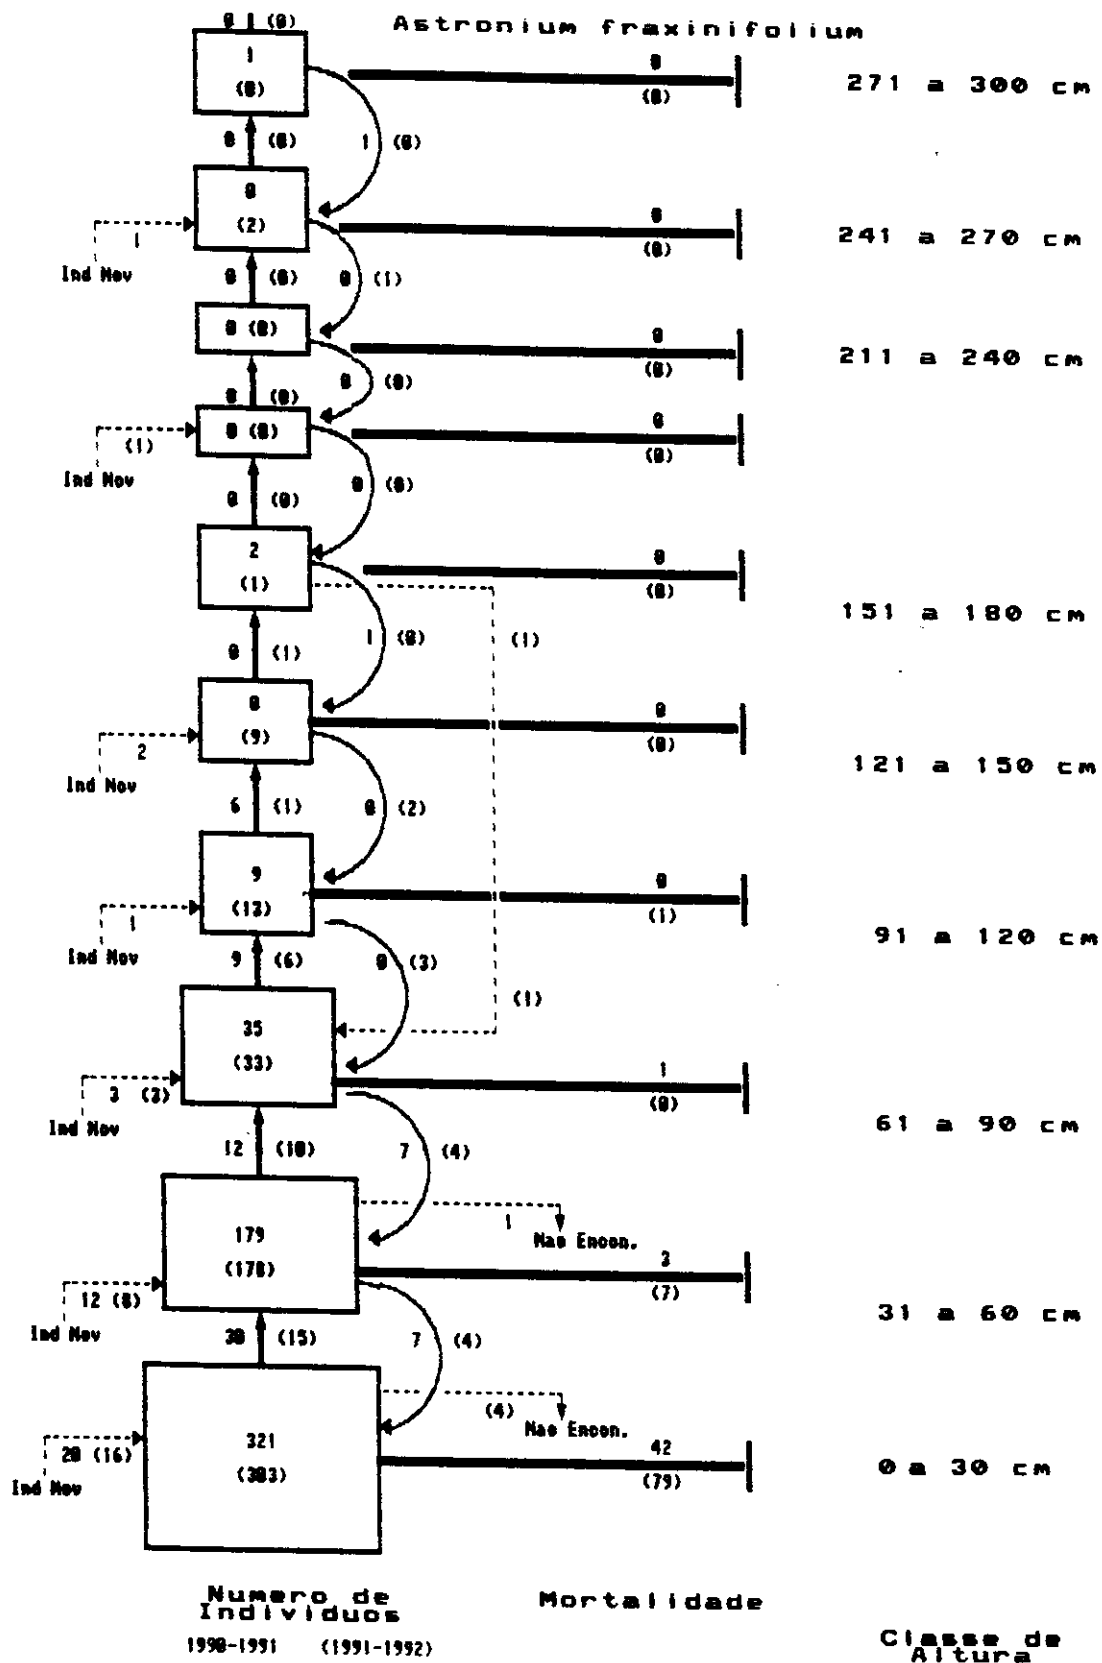 0 (0)
Astronium fraxinifolium
1
(0)
0
(0)
271 a 300 cm
0 (0)
1 (0)
0
(2)
0
(0)
241 a 270 cm
1
Ind Nov
0 (0)
0 (1)
0 (0)
0
(0)
211 a 240 cm
0 (0)
0 (0)
0 (0)
0
(0)
(1)
Ind Nov
0 (0)
0 (0)
2
(1)
0
(0)
151 a 180 cm
0 (1)
1 (0)
(1)
(9)
0
(0)
121 a 150 cm
2
Ind Nov
6 (1)
0 (2)
9
(13)
0
(1)
91 a 120 cm
1
Ind Nov
9 (6)
0 (3)
(1)
35
(33)
1
(0)
61 a 90 cm
3 (3)
Ind Nov
12 (10)
7 (4)
179
(178)
1
Nao Encon.
3
(7)
31 a 60 cm
12 (8)
Ind Nov
30 (15)
7 (4)
321
(303)
(4)
Nao Encon.
42
(79)
0 a 30 cm
20 (16)
Ind Nov
Numero de
Individuos
Mortalidade
1990-1991 (1991-1992)
Classe de
Altura